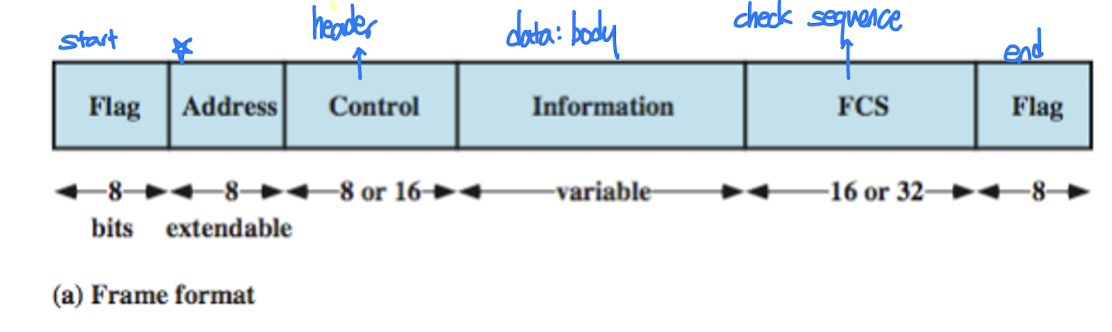 start ☆ header data: body check sequence end
Flag Address Control Information FCS Flag
8 8 8 or 16 variable 16 or 32 8
bits extendable
(a) Frame format